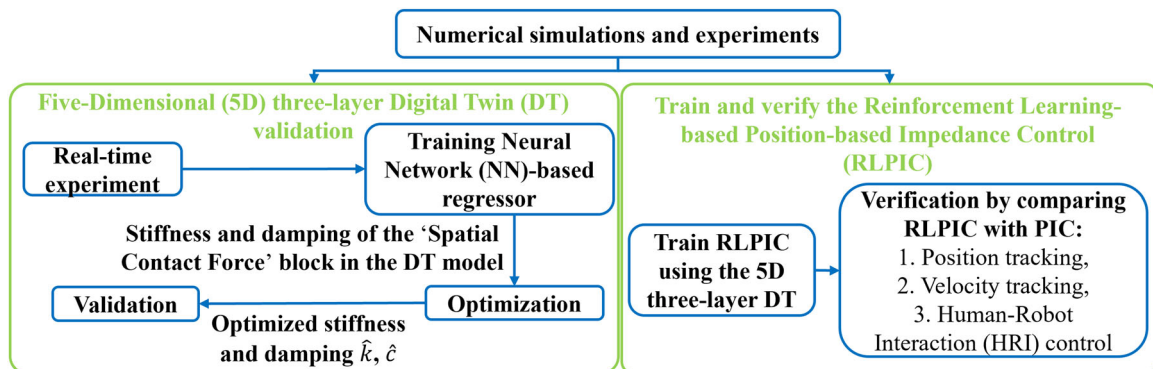 Numerical simulations and experiments
Five-Dimensional (5D) three-layer Digital Twin (DT)
validation
Real-time
experiment
Training Neural
Network (NN)-based
regressor
Stiffness and damping of the ‘Spatial
Contact Force’ block in the DT model
Validation
Optimization
Optimized stiffness
and damping k̂, ĉ
Train and verify the Reinforcement Learning-
based Position-based Impedance Control
(RLPIC)
Train RLPIC
using the 5D
three-layer DT
Verification by comparing
RLPIC with PIC:
1. Position tracking,
2. Velocity tracking,
3. Human-Robot
Interaction (HRI) control